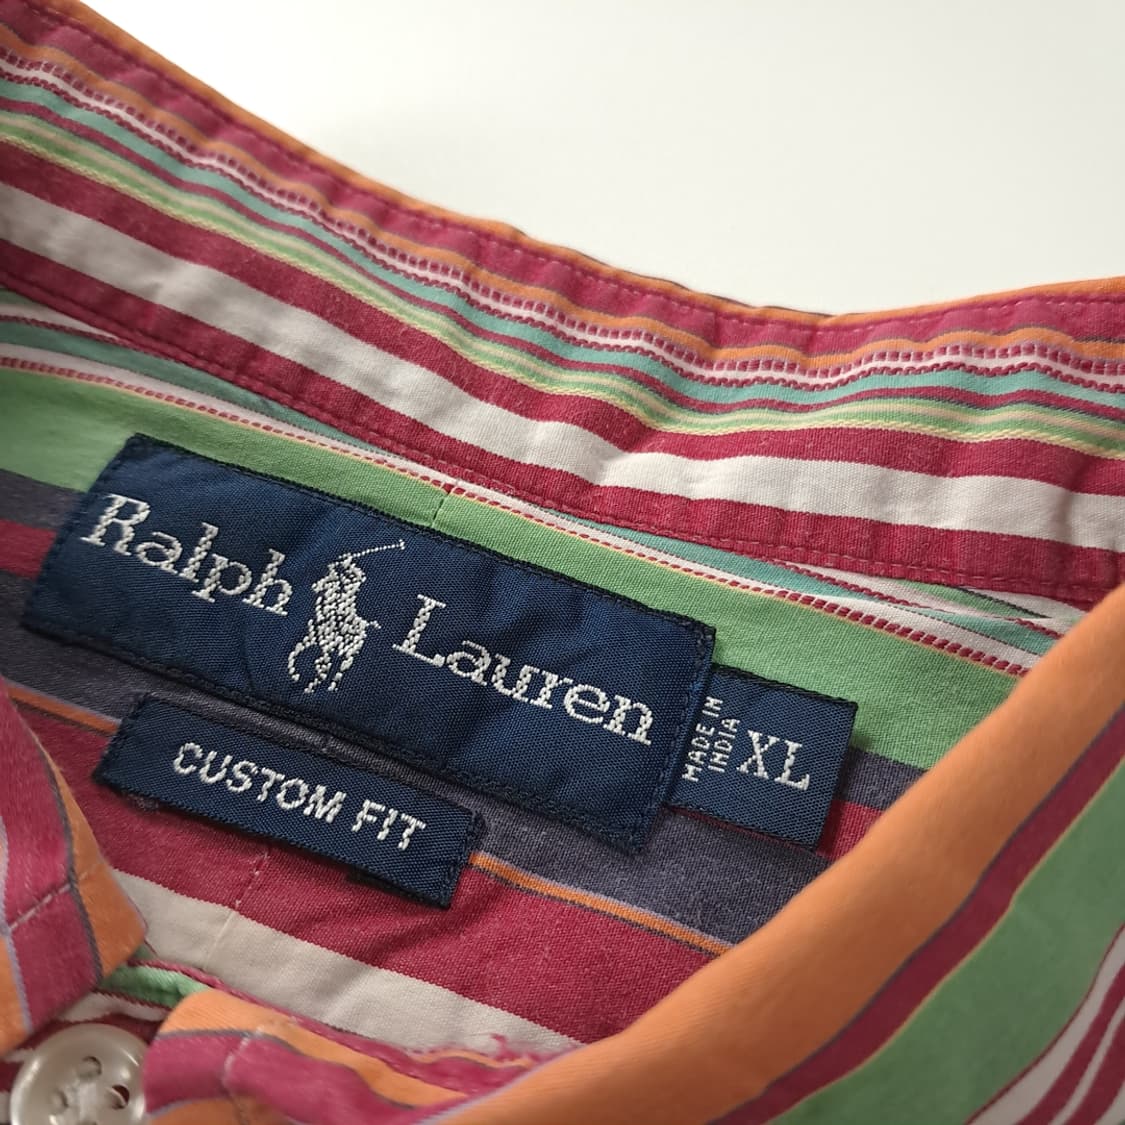 Ralph Lauren
MADE IN
INDIA
XL
CUSTOM FIT